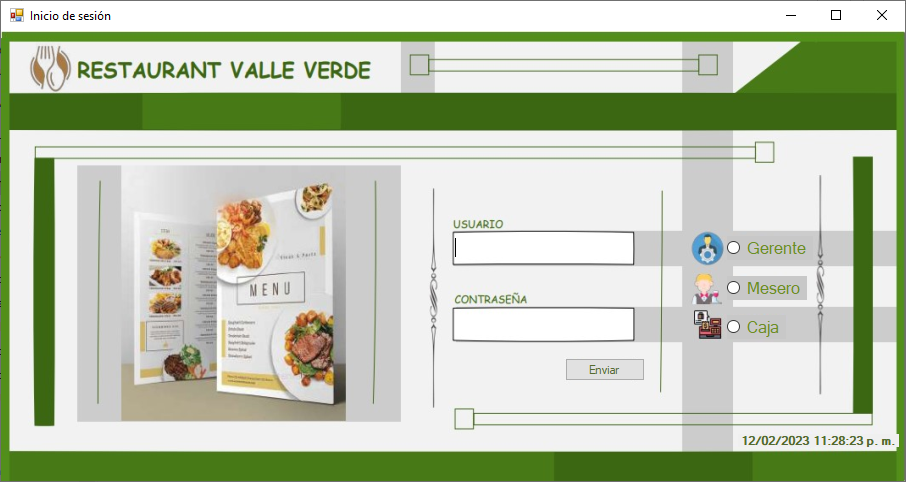 Inicio de sesión
RESTAURANT VALLE VERDE
USUARIO
CONTRASEÑA
Enviar
Gerente
Mesero
Caja
MENU
12/02/2023 11:28:23 p. m.